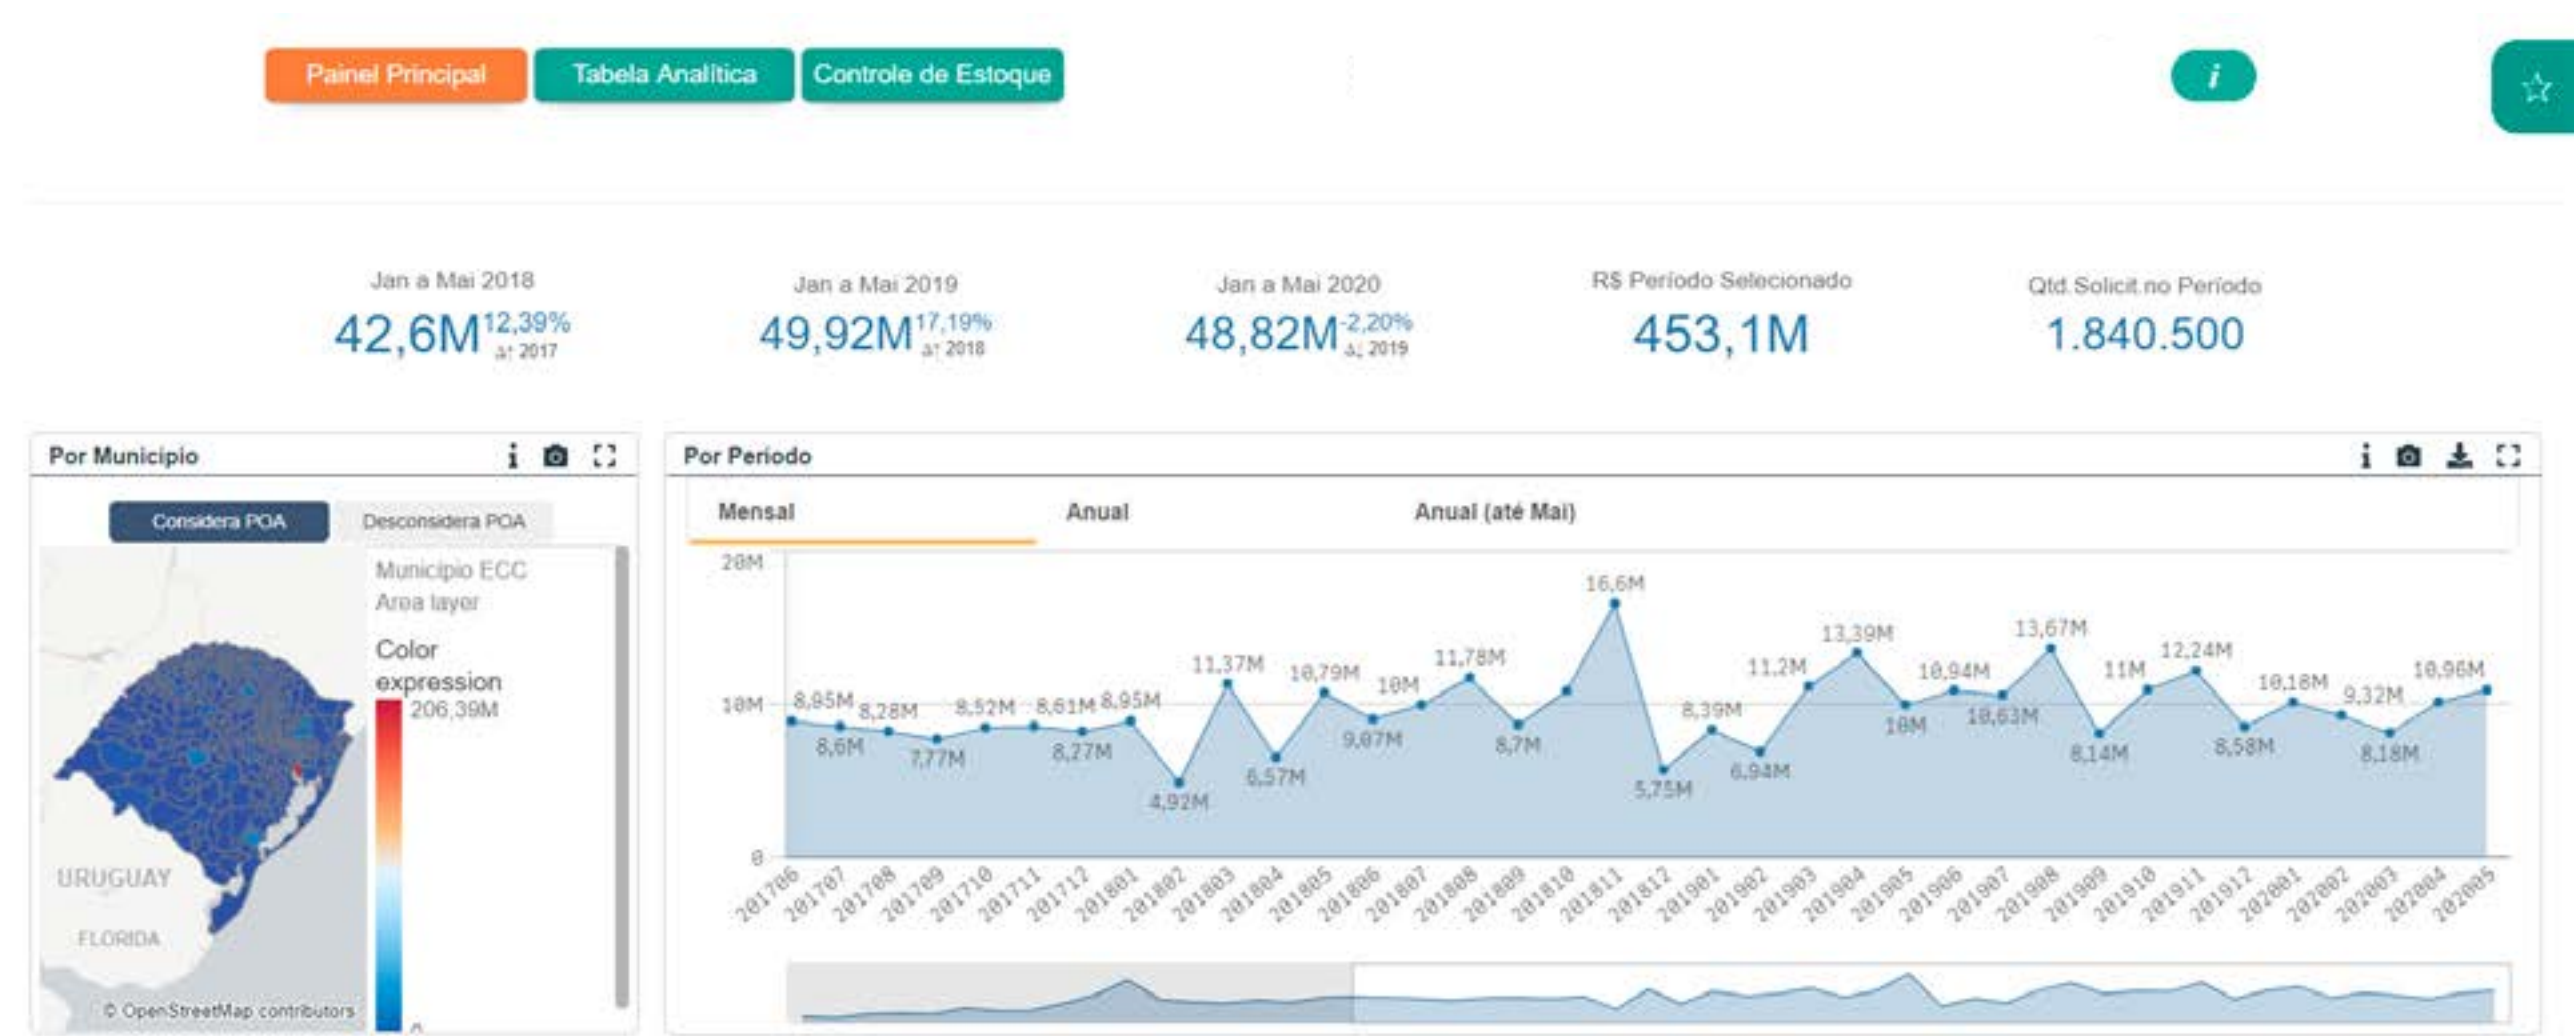 Painel Principal
Tabela Analítica
Controle de Estoque
i
Jan a Mai 2018
42,6M 12,39%
2017
Jan a Mai 2019
49,92M 17,19%
2018
Jan a Mai 2020
48,82M -2,20%
2019
R$ Período Selecionado
453,1M
Qtd.Solicit.no Período
1.840.500
Por Municipio
Considera POA
Desconsidera POA
Municipio ECC
Area layer
Color
expression
206,39M
0
URUGUAY
FLORIDA
© OpenStreetMap contributors
Por Periodo
Mensal
Anual
Anual (até Mai)
20M
10M
0
8,95M
8,6M
8,28M
7,77M
8,52M
8,61M
8,27M
8,95M
4,92M
11,37M
6,57M
10,79M
9,07M
10M
11,78M
8,7M
16,6M
5,75M
8,39M
6,94M
11,2M
13,39M
10M
10,94M
10,63M
13,67M
8,14M
11M
12,24M
8,58M
10,18M
9,32M
8,18M
10,96M
201706
201707
201708
201709
201710
201711
201712
201801
201802
201803
201804
201805
201806
201807
201808
201809
201810
201811
201812
201901
201902
201903
201904
201905
201906
201907
201908
201909
201910
201911
201912
202001
202002
202003
202004
202005